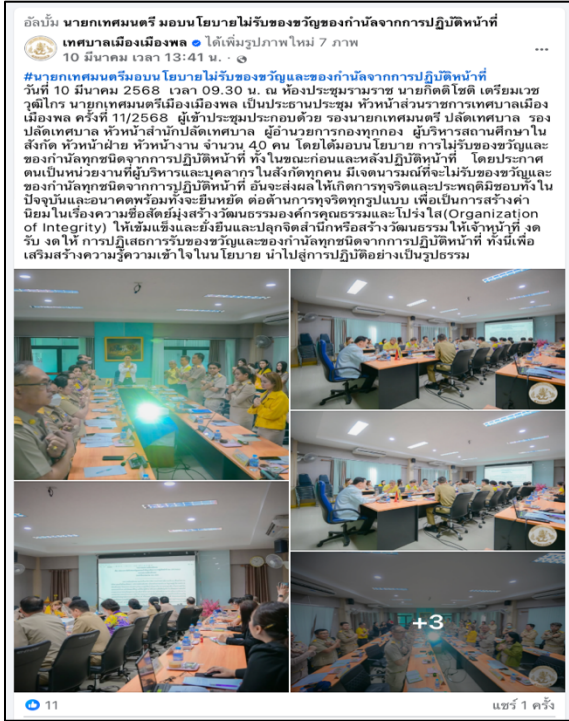 อัลบั้ม นายกเทศมนตรี มอบนโยบายไม่รับของขวัญของกำนัลจากการปฏิบัติหน้าที่
เทศบาลเมืองเมืองพล ได้เพิ่มรูปภาพใหม่ 7 ภาพ
10 มีนาคม เวลา 13:41 น. ·
#นายกเทศมนตรีมอบนโยบายไม่รับของขวัญและของกำนัลจากการปฏิบัติหน้าที่
วันที่ 10 มีนาคม 2568 เวลา 09.30 น. ณ ห้องประชุมรามราช นายกิตติโชติ เตรียมเวช
วุฒิไกร นายกเทศมนตรีเมืองเมืองพล เป็นประธานประชุม หัวหน้าส่วนราชการเทศบาลเมือง
เมืองพล ครั้งที่ 11/2568 ผู้เข้าประชุมประกอบด้วย รองนายกเทศมนตรี ปลัดเทศบาล รอง
ปลัดเทศบาล หัวหน้าสำนักปลัดเทศบาล ผู้อำนวยการกองทุกกอง ผู้บริหารสถานศึกษาใน
สังกัด หัวหน้าฝ่าย หัวหน้างาน จำนวน 40 คน โดยได้มอบนโยบาย การไม่รับของขวัญและ
ของกำนัลทุกชนิดจากการปฏิบัติหน้าที่ ทั้งในขณะก่อนและหลังปฏิบัติหน้าที่ โดยประกาศ
ตนเป็นหน่วยงานที่ผู้บริหารและบุคลากรในสังกัดทุกคน มีเจตนารมณ์ที่จะไม่รับของขวัญและ
ของกำนัลทุกชนิดจากการปฏิบัติหน้าที่ อันจะส่งผลให้เกิดการทุจริตและประพฤติมิชอบทั้งใน
ปัจจุบันและอนาคตพร้อมทั้งจะยืนหยัด ต่อต้านการทุจริตทุกรูปแบบ เพื่อเป็นการสร้างค่า
นิยมในเรื่องความซื่อสัตย์มุ่งสร้างวัฒนธรรมองค์กรคุณธรรมและโปร่งใส(Organization
of Integrity) ให้เข้มแข็งและยั่งยืนและปลุกจิตสำนึกหรือสร้างวัฒนธรรม ให้เจ้าหน้าที่ งด
รับ งดให้ การปฏิเสธการรับของขวัญและของกำนัลทุกชนิดจากการปฏิบัติหน้าที่ ทั้งนี้เพื่อ
เสริมสร้างความรู้ความเข้าใจในนโยบาย นำไปสู่การปฏิบัติอย่างเป็นรูปธรรม
+3
11
แชร์ 1 ครั้ง